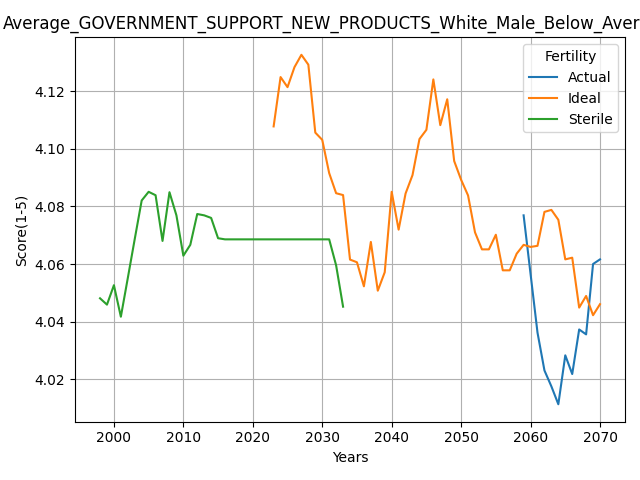 Average_GOVERNMENT_SUPPORT_NEW_PRODUCTS_White_Male_Below_Aver
Fertility
Actual
Ideal
Sterile
Score(1-5)
4.12
4.10
4.08
4.06
4.04
4.02
2000 2010 2020 2030 2040 2050 2060 2070
Years